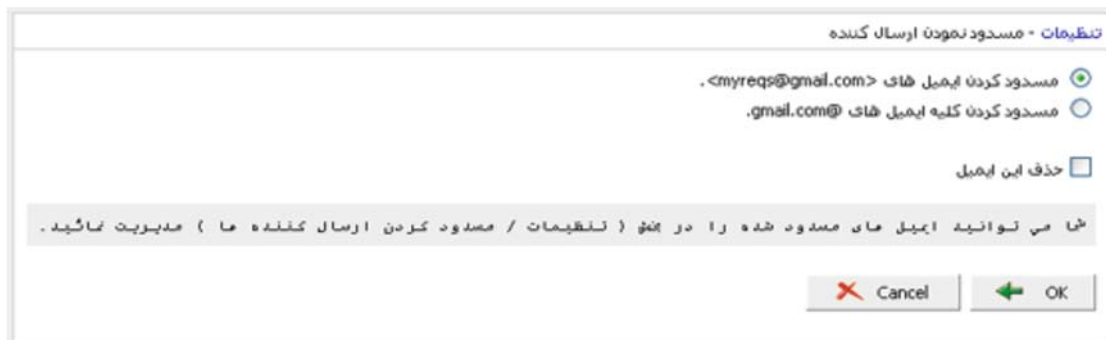 تنظیمات - مسدود نمودن ارسال کننده
مسدود کردن ایمیل های <myreqs@gmail.com>.
مسدود کردن کلیه ایمیل های @gmail.com.
حذف این ایمیل
شما می توانید ایمیل های مسدود شده را در بخش ( تنظیمات / مسدود کردن ارسال کننده ها ) مدیریت نمائید.
OK Cancel